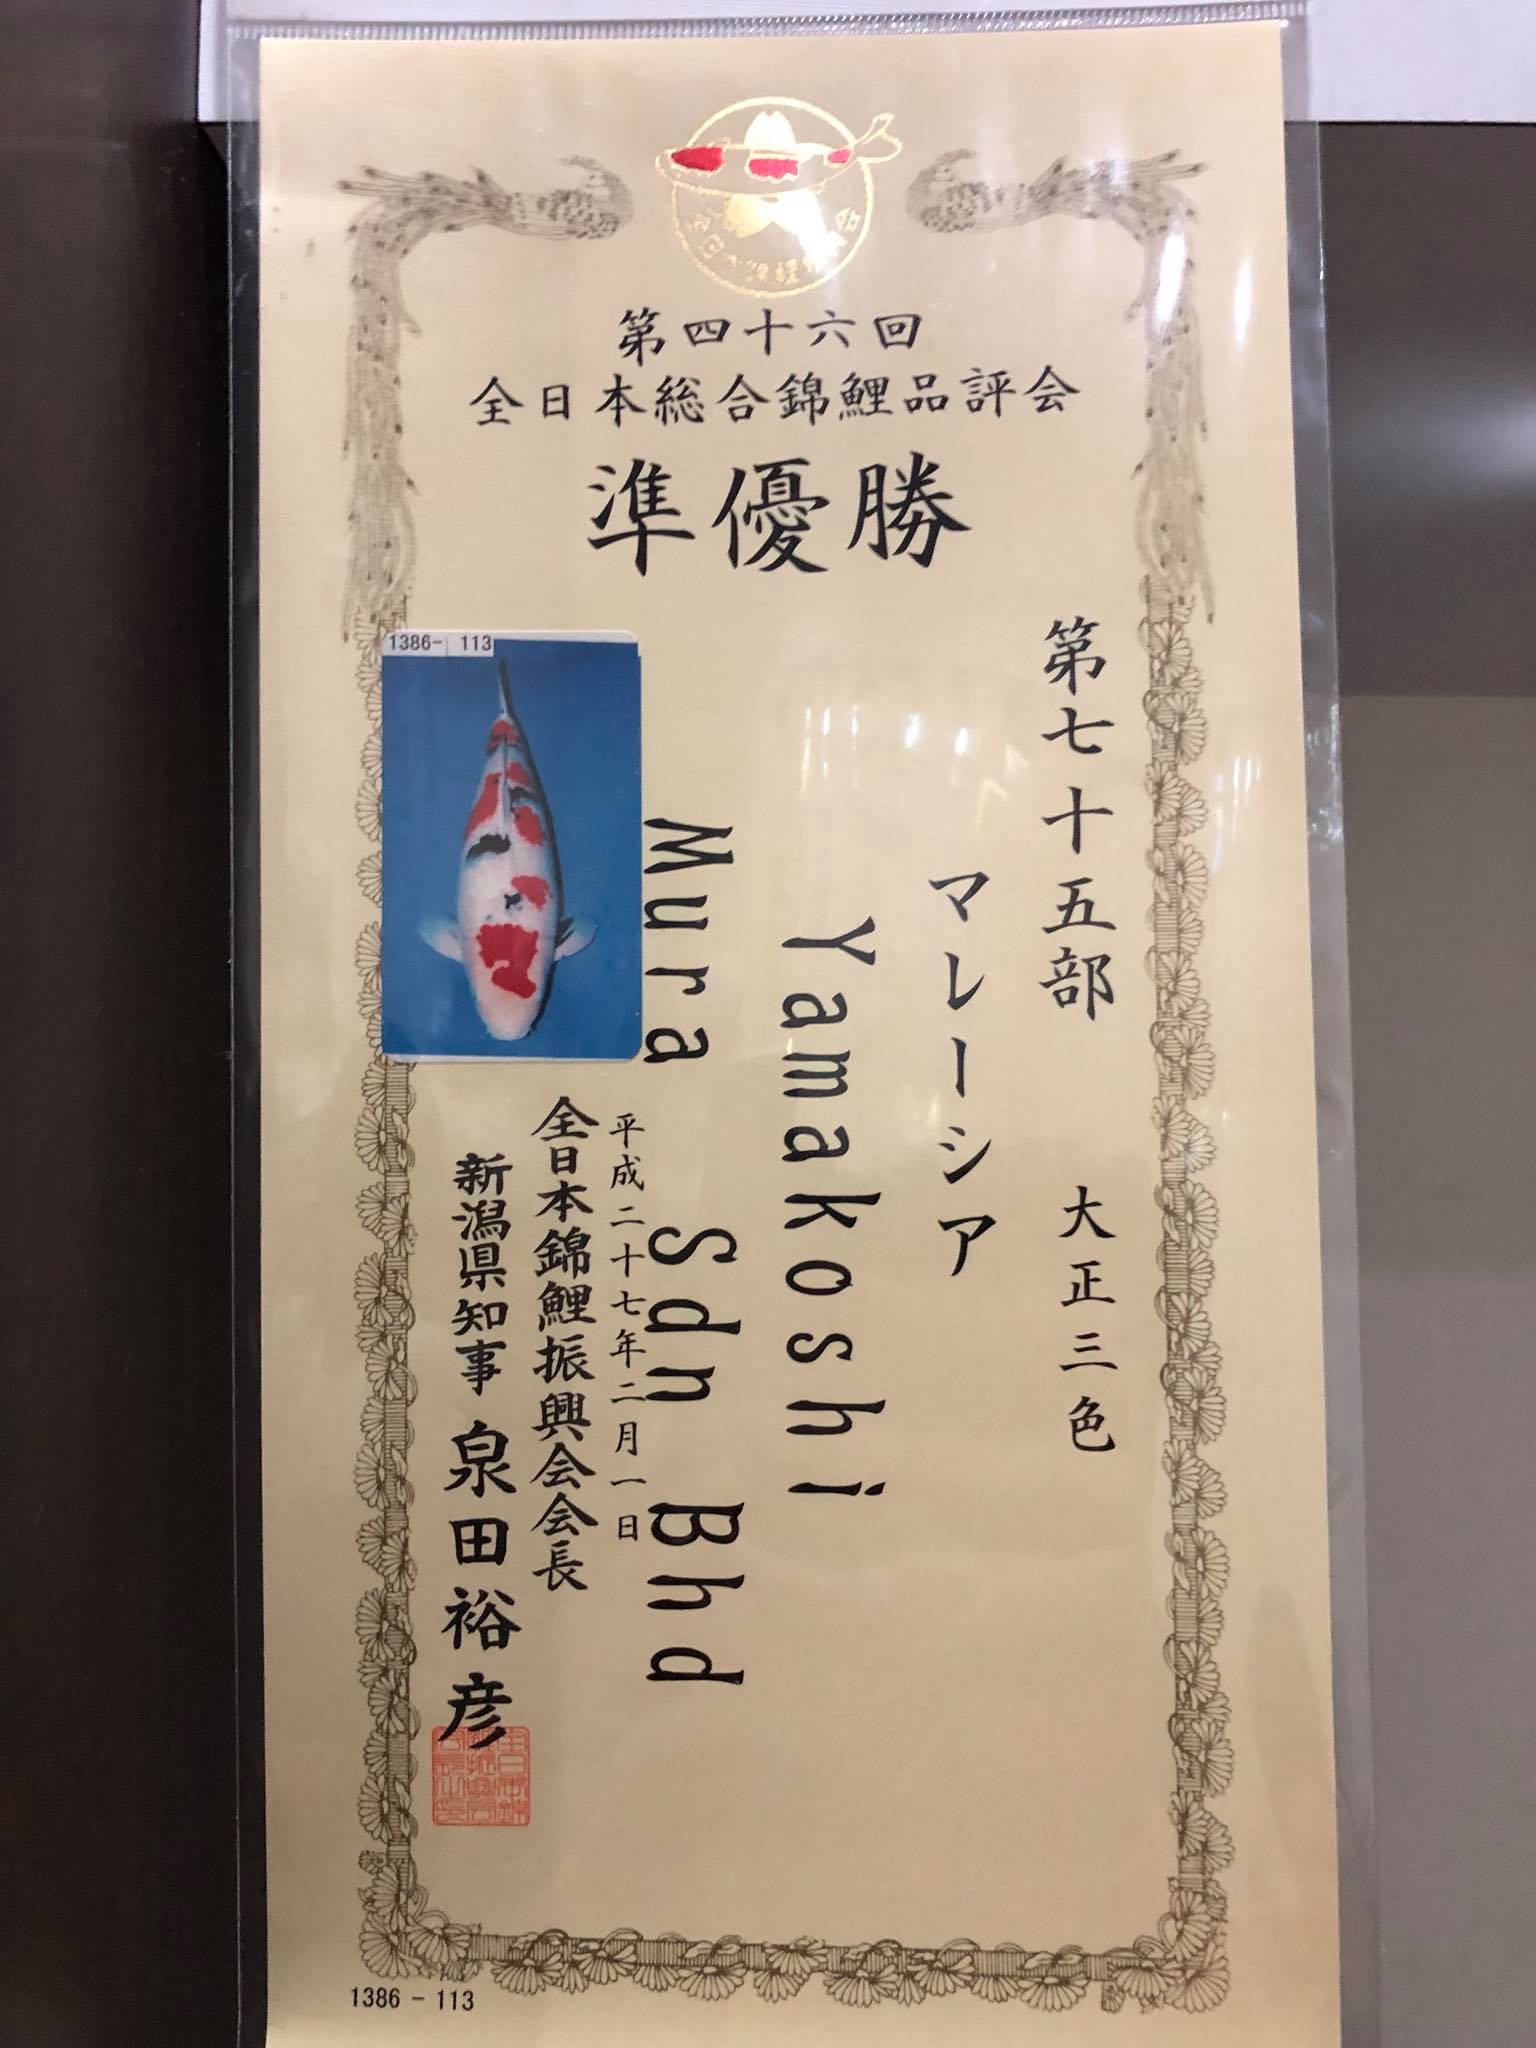 第四十六回
全日本総合錦鯉品評会
準優勝
第七十五部 大正三色
マレーシア
Yamakoshi
Mura Sdn Bhd
平成二十七年二月一日
全日本錦鯉振興会会長
新潟県知事 泉田裕彦
1386- 113
1386 - 113